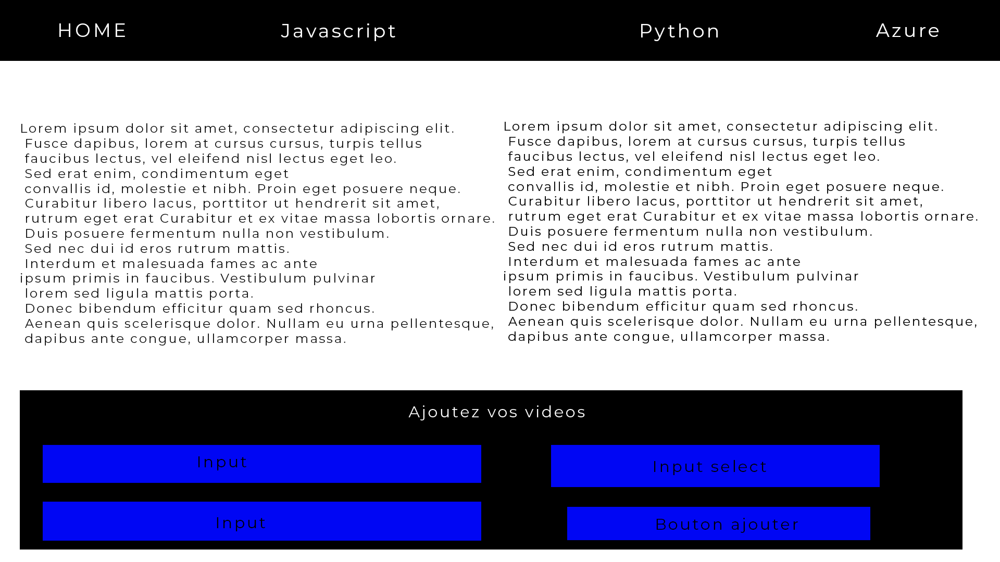 HOME Javascript Python Azure
Lorem ipsum dolor sit amet, consectetur adipiscing elit.
Fusce dapibus, lorem at cursus cursus, turpis tellus
faucibus lectus, vel eleifend nisl lectus eget leo.
Sed erat enim, condimentum eget
convallis id, molestie et nibh. Proin eget posuere neque.
Curabitur libero lacus, porttitor ut hendrerit sit amet,
rutrum eget erat Curabitur et ex vitae massa lobortis ornare.
Duis posuere fermentum nulla non vestibulum.
Sed nec dui id eros rutrum mattis.
Interdum et malesuada fames ac ante
ipsum primis in faucibus. Vestibulum pulvinar
lorem sed ligula mattis porta.
Donec bibendum efficitur quam sed rhoncus.
Aenean quis scelerisque dolor. Nullam eu urna pellentesque,
dapibus ante congue, ullamcorper massa.
Lorem ipsum dolor sit amet, consectetur adipiscing elit.
Fusce dapibus, lorem at cursus cursus, turpis tellus
faucibus lectus, vel eleifend nisl lectus eget leo.
Sed erat enim, condimentum eget
convallis id, molestie et nibh. Proin eget posuere neque.
Curabitur libero lacus, porttitor ut hendrerit sit amet,
rutrum eget erat Curabitur et ex vitae massa lobortis ornare.
Duis posuere fermentum nulla non vestibulum.
Sed nec dui id eros rutrum mattis.
Interdum et malesuada fames ac ante
ipsum primis in faucibus. Vestibulum pulvinar
lorem sed ligula mattis porta.
Donec bibendum efficitur quam sed rhoncus.
Aenean quis scelerisque dolor. Nullam eu urna pellentesque,
dapibus ante congue, ullamcorper massa.
Ajoutez vos videos
Input
Input select
Input
Bouton ajouter